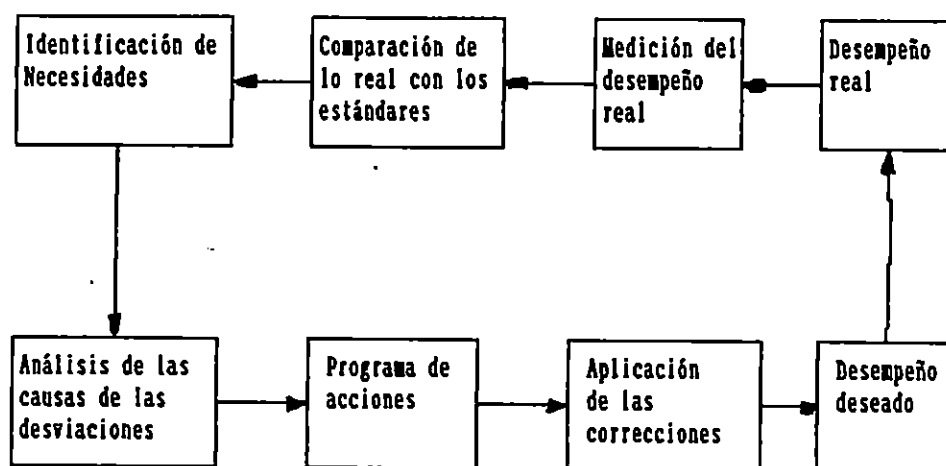 Identificación de
Necesidades
Comparación de
lo real con los
estándares
Medición del
desempeño
real
Desempeño
real
Análisis de las
causas de las
desviaciones
Programa de
acciones
Aplicación
de las
correcciones
Desempeño
deseado